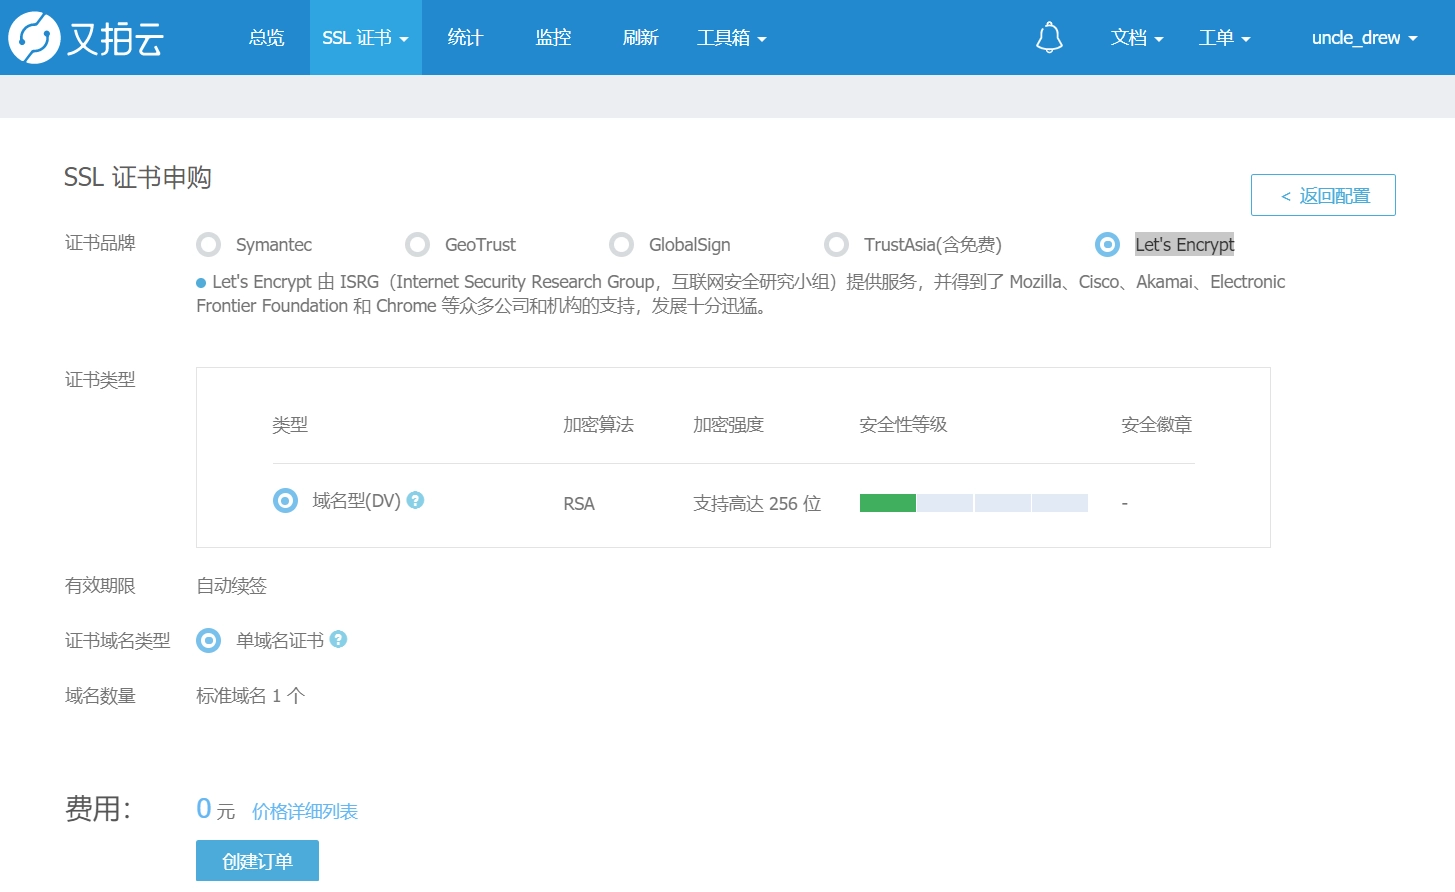 又拍云 总览 SSL 证书 统计 监控 刷新 工具箱 文档 工单 uncle_drew
SSL 证书申购
< 返回配置
证书品牌 Symantec GeoTrust GlobalSign TrustAsia(含免费) Let's Encrypt
Let's Encrypt 由 ISRG（Internet Security Research Group，互联网安全研究小组）提供服务，并得到了 Mozilla、Cisco、Akamai、Electronic
Frontier Foundation 和 Chrome 等众多公司和机构的支持，发展十分迅猛。
证书类型
类型 加密算法 加密强度 安全性等级 安全徽章
域名型(DV) ? RSA 支持高达 256 位 -
有效期限 自动续签
证书域名类型 单域名证书 ?
域名数量 标准域名 1 个
费用： 0 元 价格详细列表
创建订单